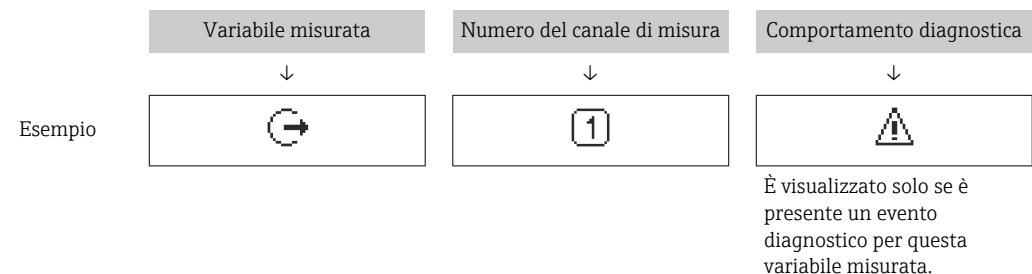 Variabile misurata
Numero del canale di misura
Comportamento diagnostica
↓
↓
↓
Esempio
1
È visualizzato solo se è
presente un evento
diagnostico per questa
variabile misurata.